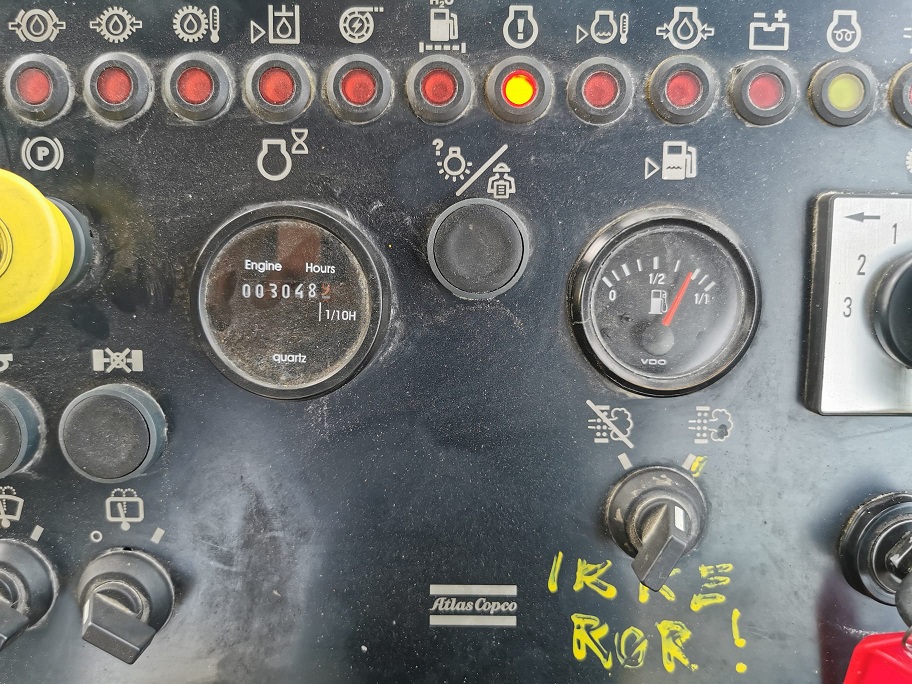 H₂O
P
?
Engine Hours
0030482
1/10H
quartz
0 1/2 1/1
VDO
1
2
3
Atlas Copco
IKKE
RØR!